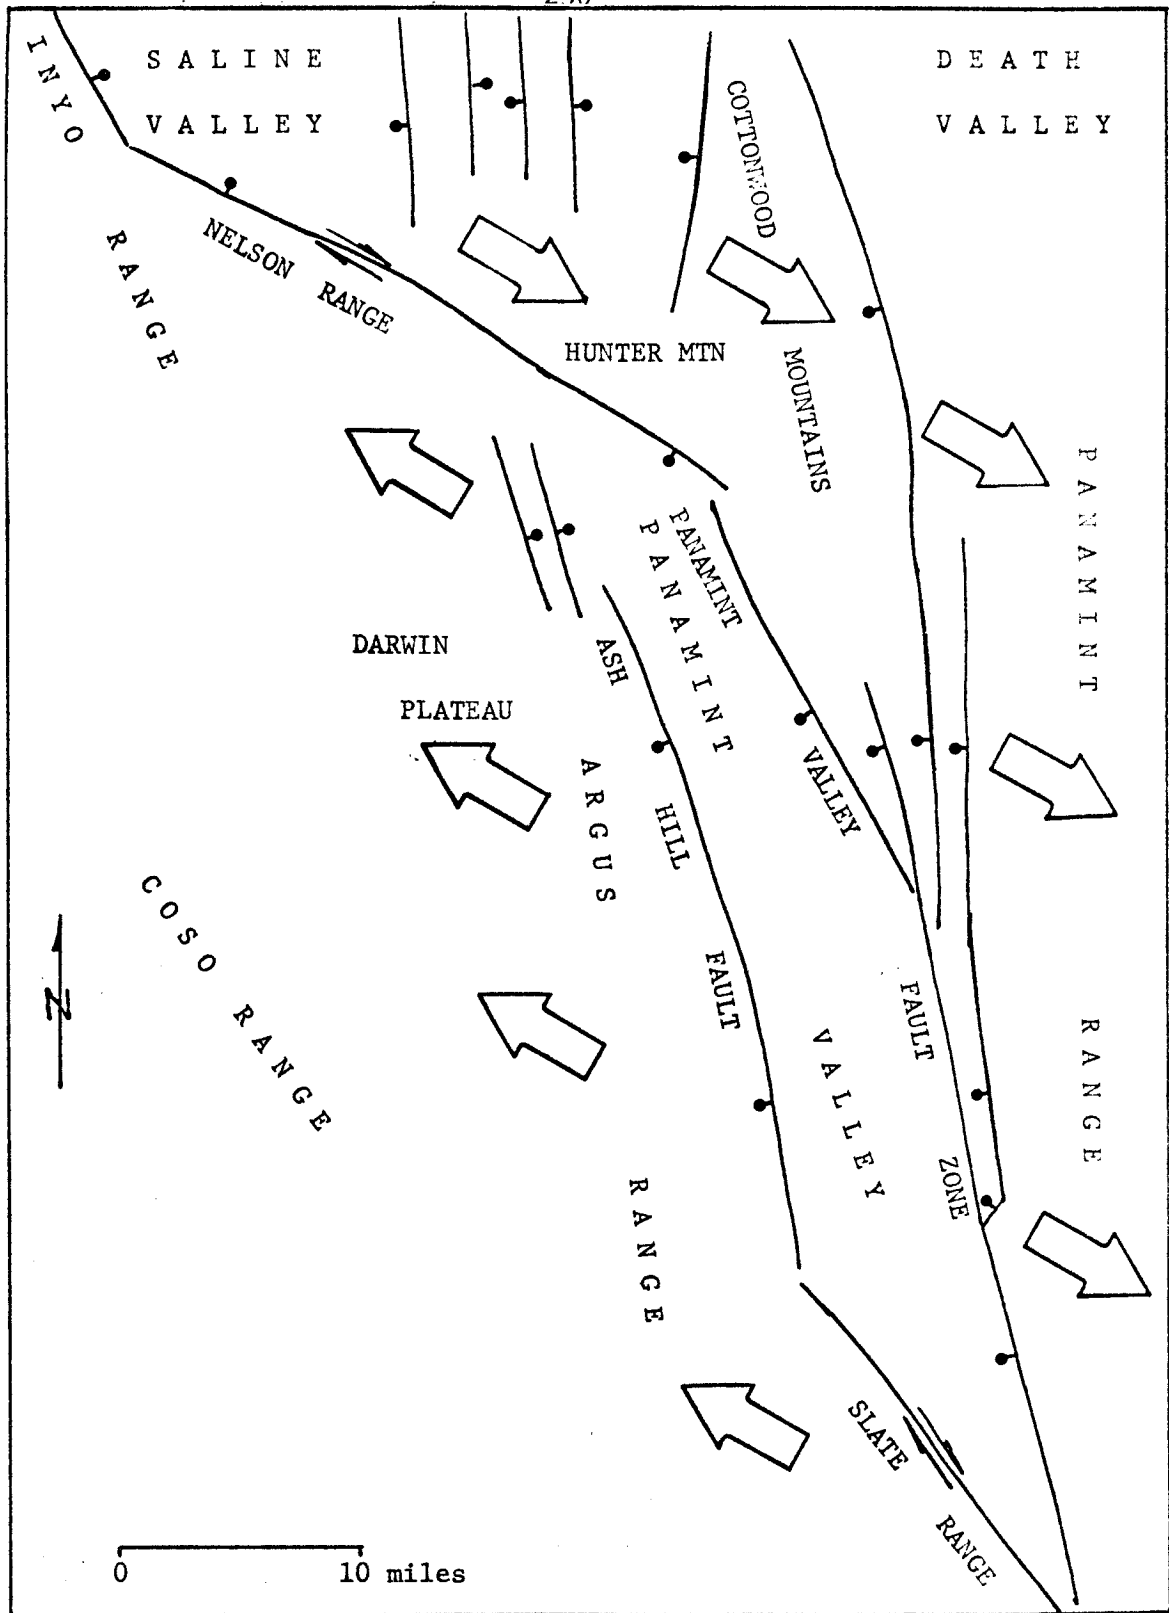 SALINE
VALLEY
DEATH
VALLEY
INYO
RANGE
COTTONWOOD
MOUNTAINS
NELSON RANGE
HUNTER MTN
PANAMINT
RANGE
PANAMINT
VALLEY
FAULT
ZONE
PANAMINT
VALLEY
DARWIN
PLATEAU
ASH
HILL
FAULT
ARGUS
RANGE
COSO RANGE
N
SLATE
RANGE
0 10 miles